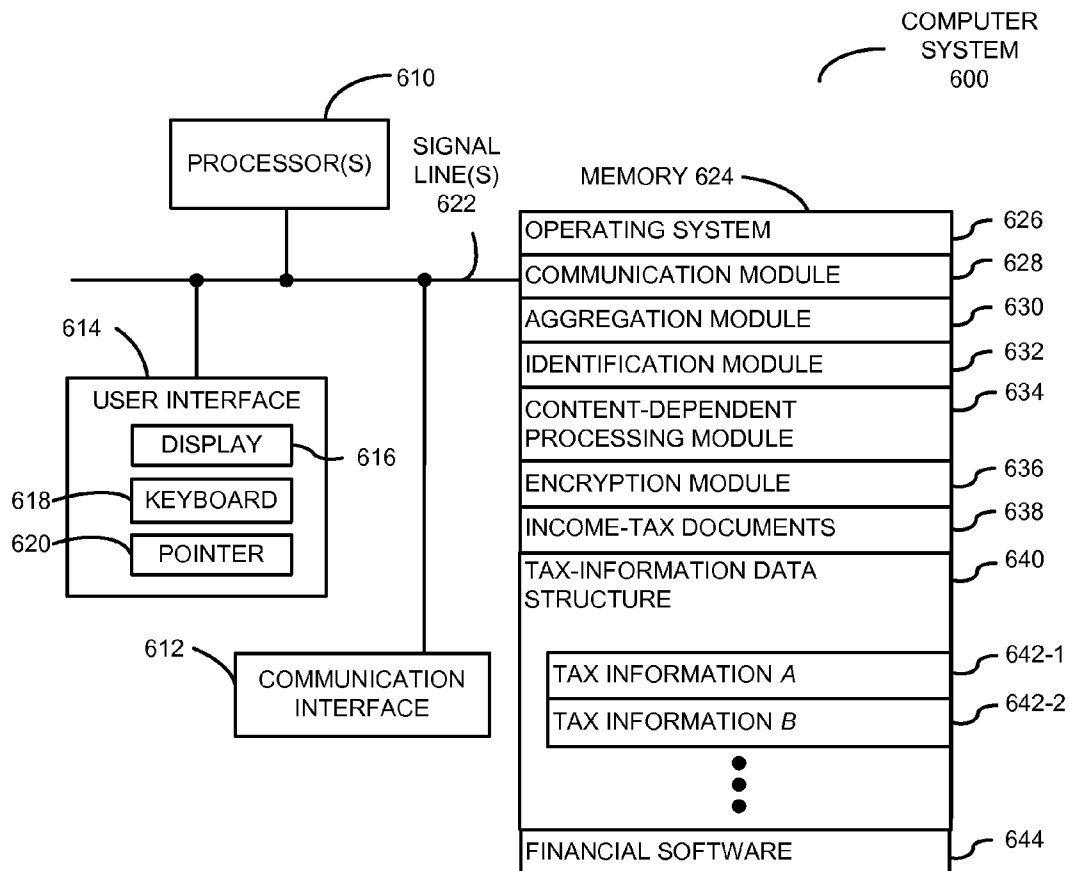 COMPUTER
SYSTEM
600
610
PROCESSOR(S)
SIGNAL
LINE(S)
622
MEMORY 624
OPERATING SYSTEM
626
COMMUNICATION MODULE
628
AGGREGATION MODULE
630
IDENTIFICATION MODULE
632
CONTENT-DEPENDENT
PROCESSING MODULE
634
ENCRYPTION MODULE
636
INCOME-TAX DOCUMENTS
638
TAX-INFORMATION DATA
STRUCTURE
640
TAX INFORMATION A
642-1
TAX INFORMATION B
642-2
FINANCIAL SOFTWARE
644
614
USER INTERFACE
DISPLAY
616
618
KEYBOARD
620
POINTER
612
COMMUNICATION
INTERFACE